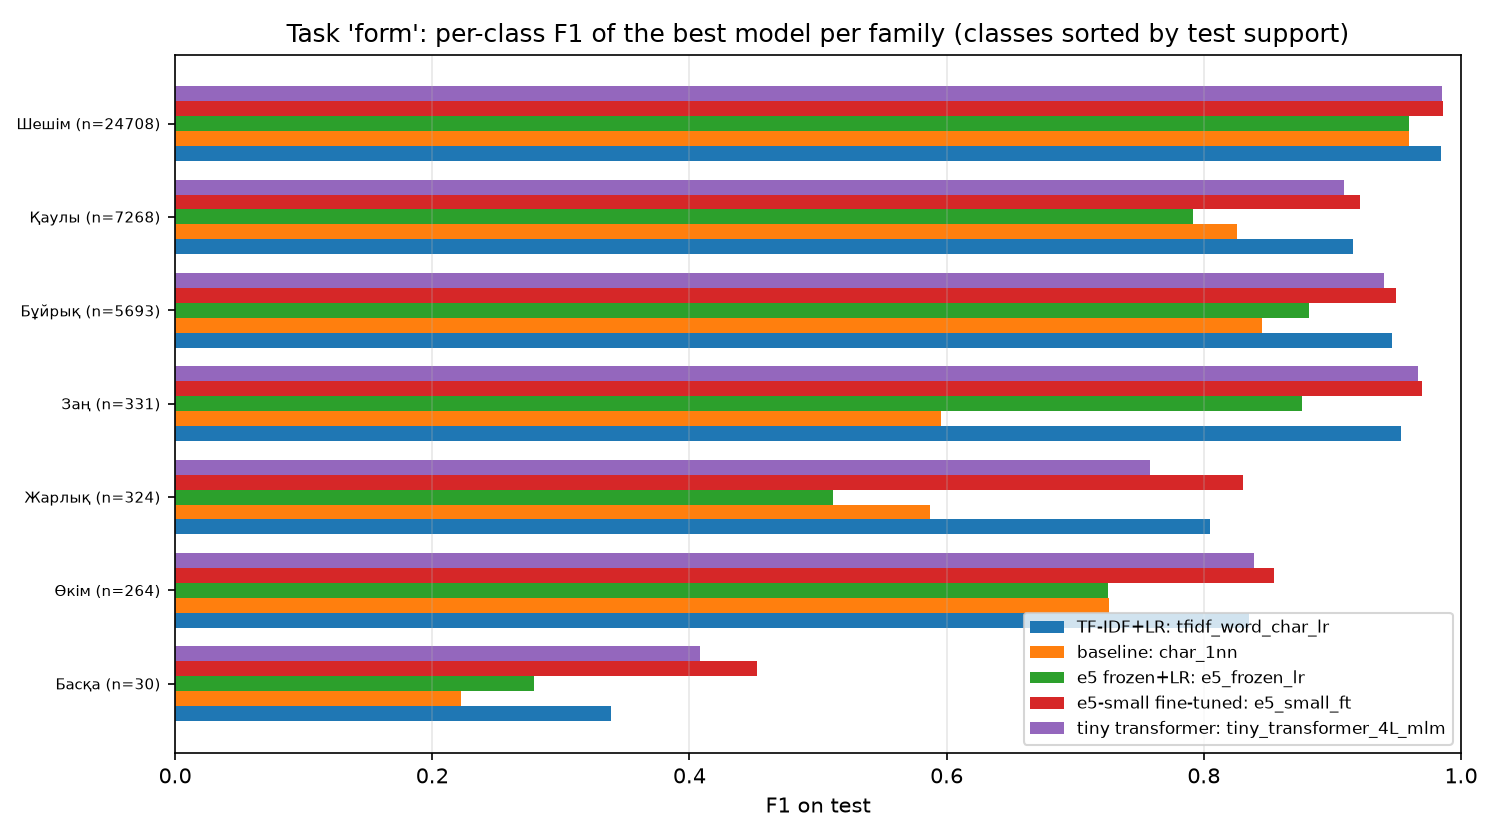 Task 'form': per-class F1 of the best model per family (classes sorted by test support)
Шешім (n=24708)
Қаулы (n=7268)
Бұйрық (n=5693)
Заң (n=331)
Жарлық (n=324)
Өкім (n=264)
Басқа (n=30)
TF-IDF+LR: tfidf_word_char_lr
baseline: char_1nn
e5 frozen+LR: e5_frozen_lr
e5-small fine-tuned: e5_small_ft
tiny transformer: tiny_transformer_4L_mlm
0.0 0.2 0.4 0.6 0.8 1.0
F1 on test